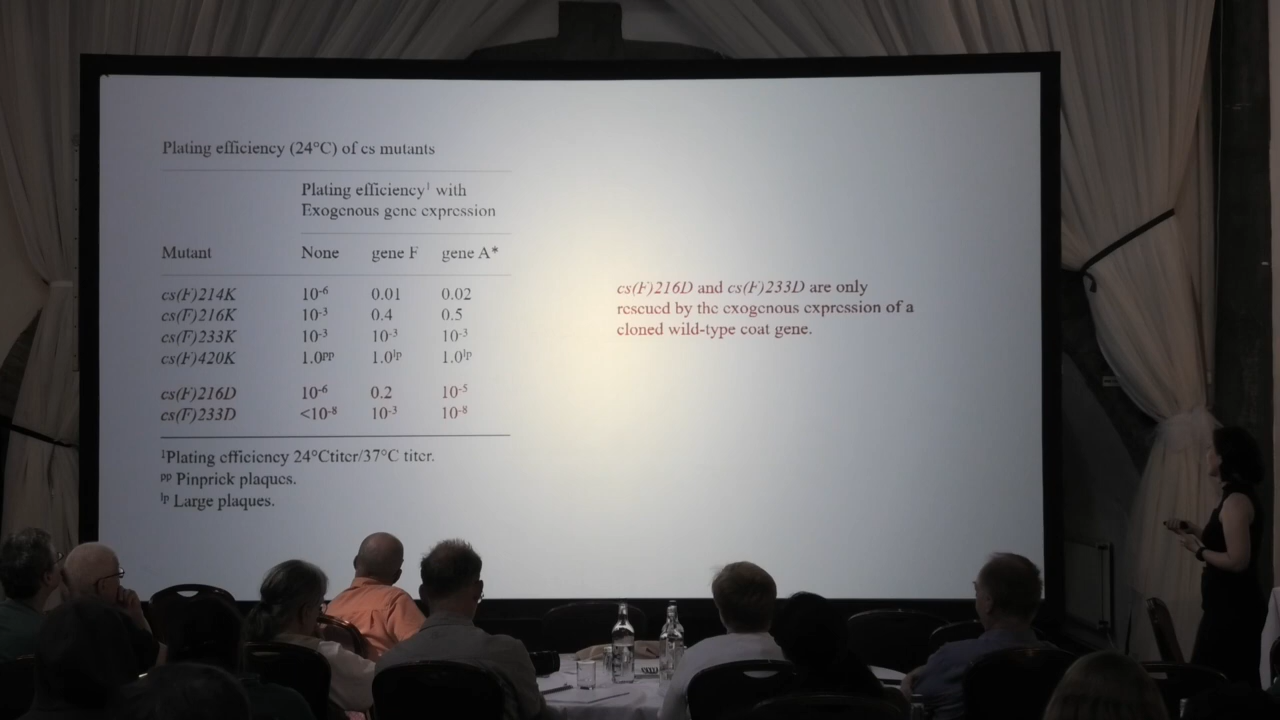 Plating efficiency (24°C) of cs mutants
Plating efficiency¹ with
Exogenous gene expression
Mutant None gene F gene A*
cs(F)214K 10⁻⁶ 0.01 0.02
cs(F)216K 10⁻³ 0.4 0.5
cs(F)233K 10⁻³ 10⁻³ 10⁻³
cs(F)420K 1.0ᵖᵖ 1.0ˡᵖ 1.0ˡᵖ
cs(F)216D 10⁻⁶ 0.2 10⁻⁵
cs(F)233D <10⁻⁸ 10⁻³ 10⁻⁸
¹Plating efficiency 24°Ctiter/37°C titer.
ᵖᵖ Pinprick plaques.
ˡᵖ Large plaques.
cs(F)216D and cs(F)233D are only
rescued by the exogenous expression of a
cloned wild-type coat gene.